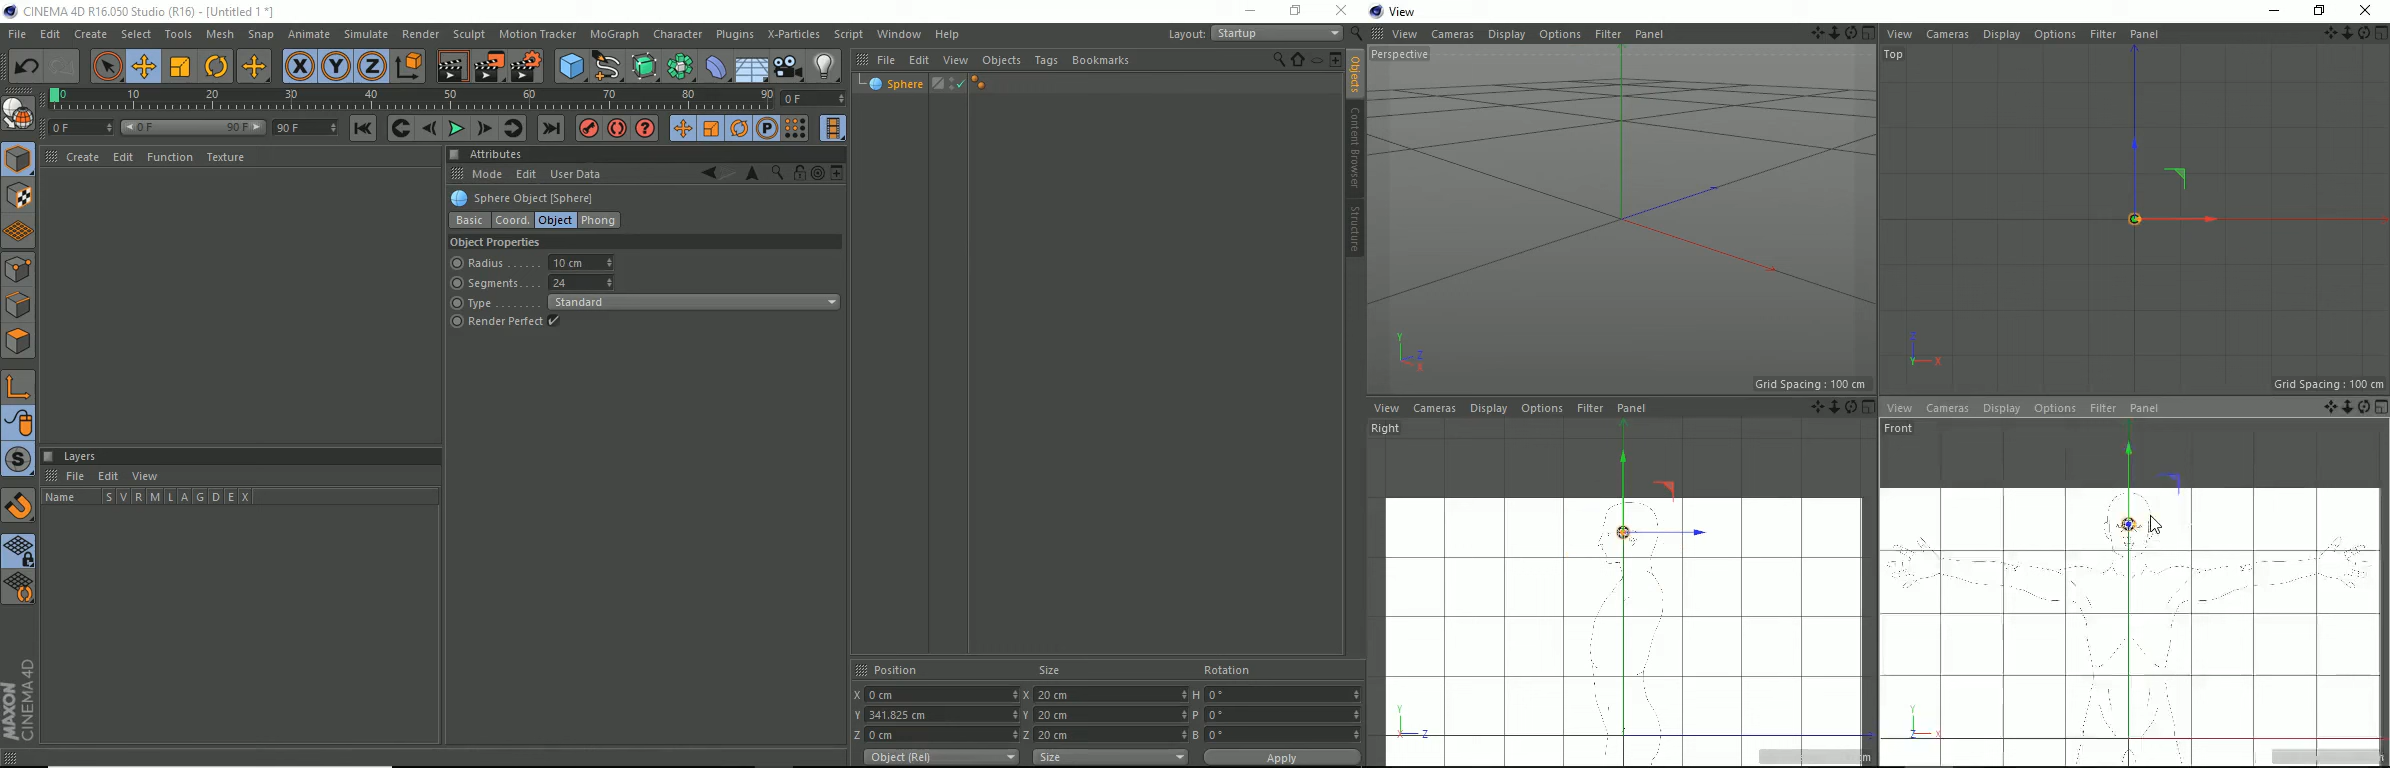 CINEMA 4D R16.050 Studio (R16) - [Untitled 1 *]
File Edit Create Select Tools Mesh Snap Animate Simulate Render Sculpt Motion Tracker MoGraph Character Plugins X-Particles Script Window Help Layout: Startup
0 10 20 30 40 50 60 70 80 90 0 F
0 F 0 F 90 F 90 F
Create Edit Function Texture
Layers
File Edit View
Name S V R M L A G D E X
MAXON CINEMA4D
Attributes
Mode Edit User Data
Sphere Object [Sphere]
Basic Coord. Object Phong
Object Properties
Radius ...... 10 cm
Segments.... 24
Type ........ Standard
Render Perfect
File Edit View Objects Tags Bookmarks
Sphere
Objects
Content Browser
Structure
Position Size Rotation
X 0 cm X 20 cm H 0 °
Y 341.825 cm Y 20 cm P 0 °
Z 0 cm Z 20 cm B 0 °
Object (Rel) Size Apply
View
View Cameras Display Options Filter Panel
Perspective
Y Z X
Grid Spacing : 100 cm
View Cameras Display Options Filter Panel
Top
Z Y X
Grid Spacing : 100 cm
View Cameras Display Options Filter Panel
Right
Y X Z
View Cameras Display Options Filter Panel
Front
Y Z X